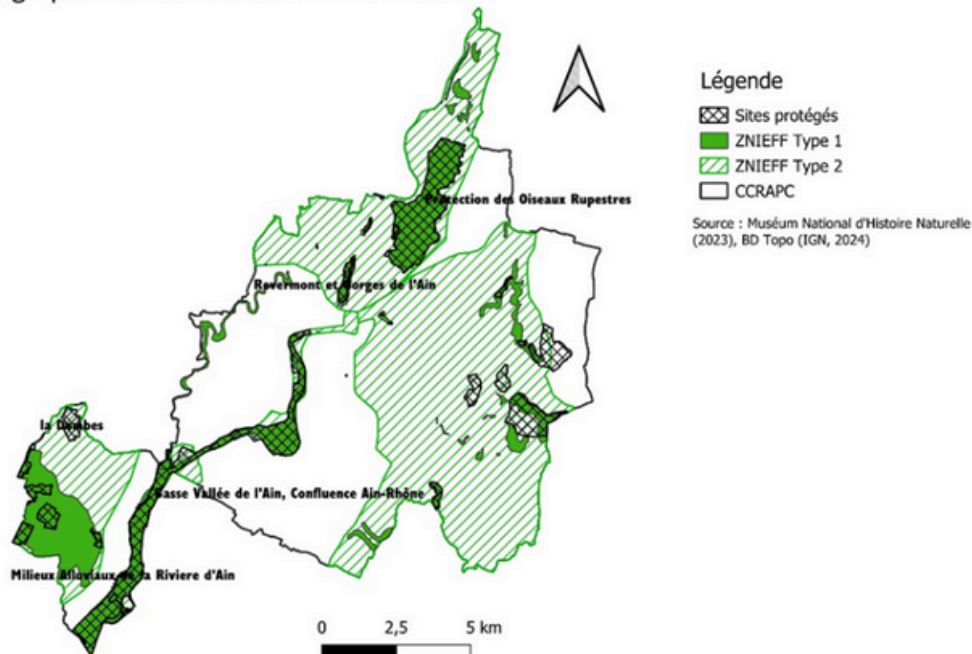 Légende
Sites protégés
ZNIEFF Type 1
ZNIEFF Type 2
CCRAPC
Source : Muséum National d'Histoire Naturelle
(2023), BD Topo (IGN, 2024)
Protection des Oiseaux Rupestres
Revermont et Gorges de l'Ain
la Dombes
Basse Vallée de l'Ain, Confluence Ain-Rhône
Milieux Alluviaux de la Riviere d'Ain
0 2,5 5 km